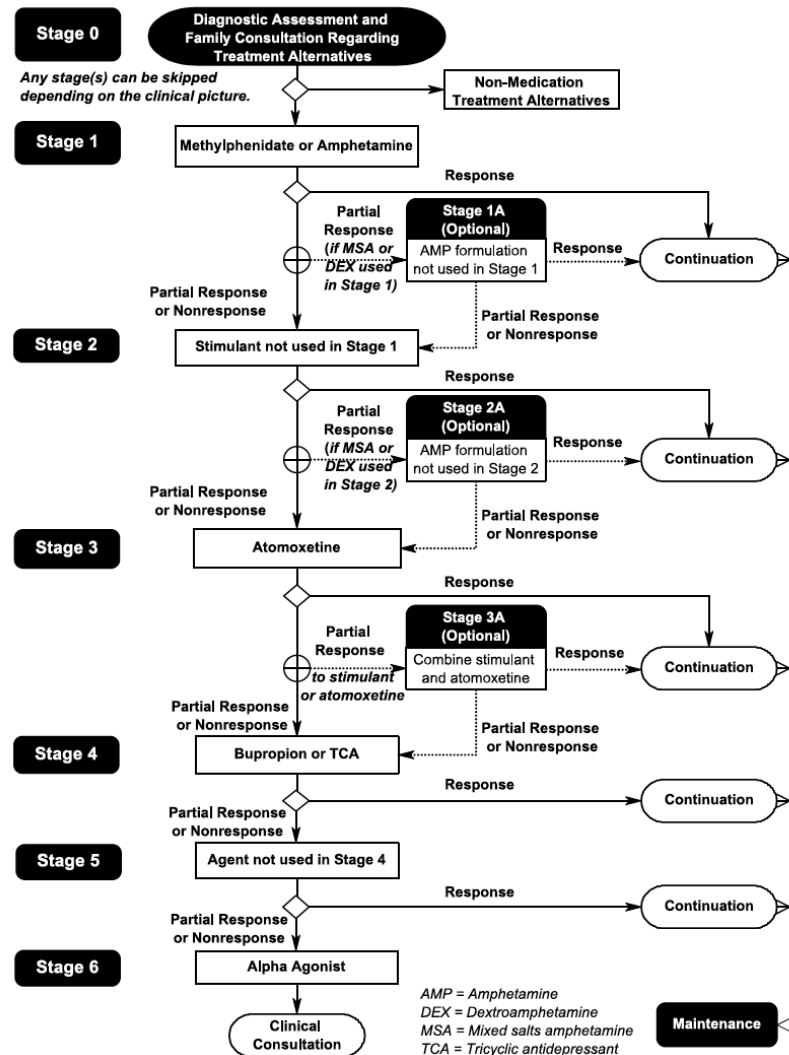 Stage 0
Diagnostic Assessment and
Family Consultation Regarding
Treatment Alternatives
Any stage(s) can be skipped
depending on the clinical picture.
Non-Medication
Treatment Alternatives
Stage 1
Methylphenidate or Amphetamine
Response
Partial
Response
(if MSA or
DEX used
in Stage 1)
Stage 1A
(Optional)
AMP formulation
not used in Stage 1
Response
Continuation
Partial Response
or Nonresponse
Partial Response
or Nonresponse
Stage 2
Stimulant not used in Stage 1
Response
Partial
Response
(if MSA or
DEX used
in Stage 2)
Stage 2A
(Optional)
AMP formulation
not used in Stage 2
Response
Continuation
Partial Response
or Nonresponse
Partial Response
or Nonresponse
Stage 3
Atomoxetine
Response
Partial
Response
to stimulant
or atomoxetine
Stage 3A
(Optional)
Combine stimulant
and atomoxetine
Response
Continuation
Partial Response
or Nonresponse
Partial Response
or Nonresponse
Stage 4
Bupropion or TCA
Response
Continuation
Partial Response
or Nonresponse
Stage 5
Agent not used in Stage 4
Response
Continuation
Partial Response
or Nonresponse
Stage 6
Alpha Agonist
Clinical
Consultation
AMP = Amphetamine
DEX = Dextroamphetamine
MSA = Mixed salts amphetamine
TCA = Tricyclic antidepressant
Maintenance